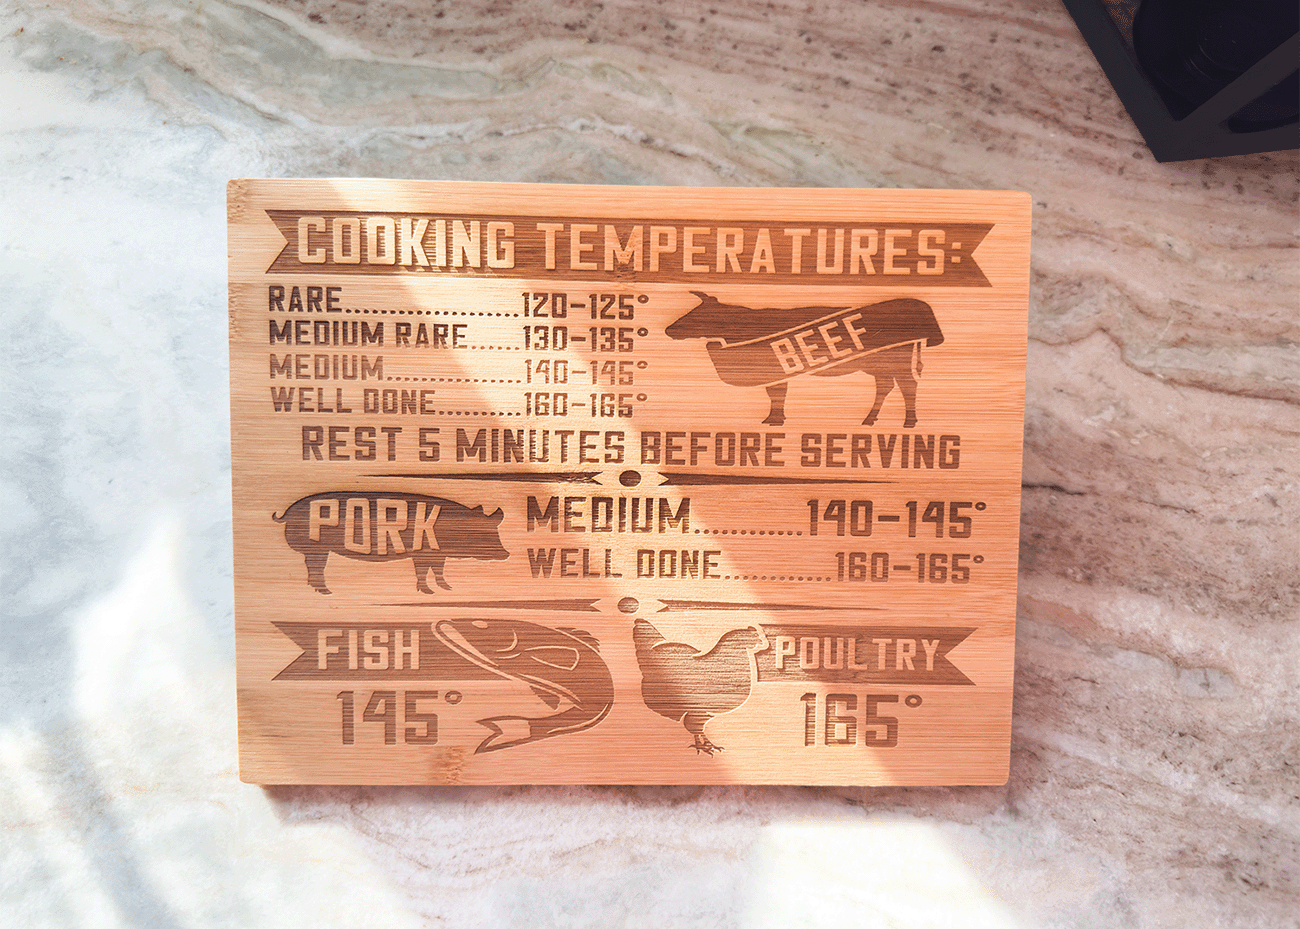 COOKING TEMPERATURES:
RARE....................120-125°
MEDIUM RARE......130-135°
MEDIUM................140-145°
WELL DONE..........160-165°
BEEF
REST 5 MINUTES BEFORE SERVING
PORK
MEDIUM............140-145°
WELL DONE............160-165°
FISH
145°
POULTRY
165°